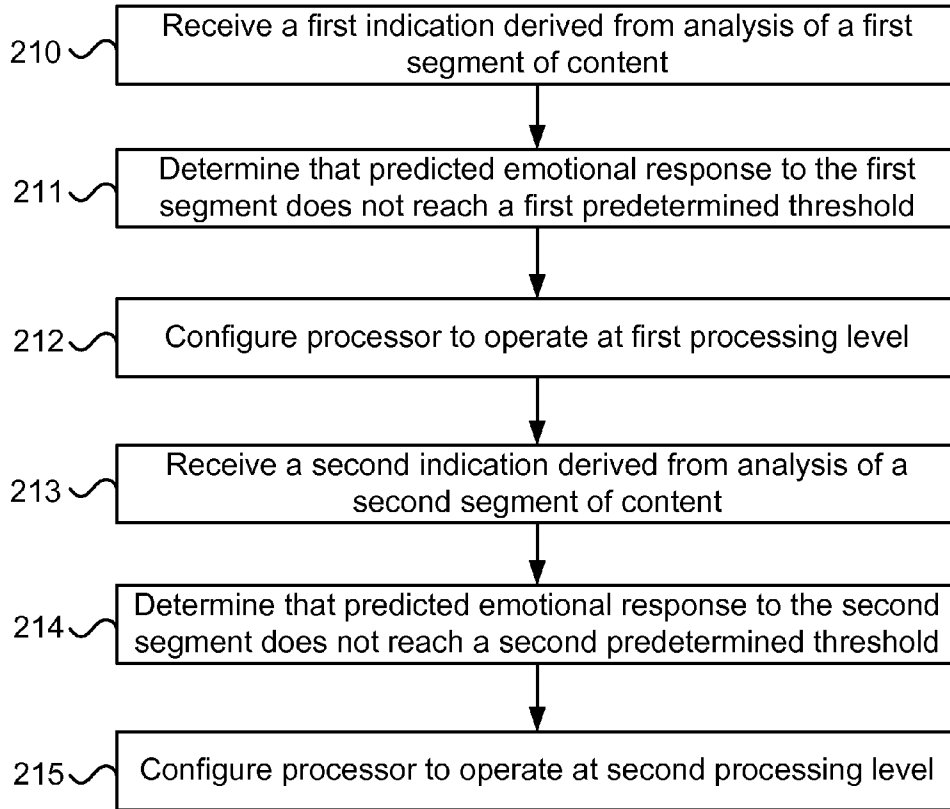 210
Receive a first indication derived from analysis of a first
segment of content
211
Determine that predicted emotional response to the first
segment does not reach a first predetermined threshold
212
Configure processor to operate at first processing level
213
Receive a second indication derived from analysis of a
second segment of content
214
Determine that predicted emotional response to the second
segment does not reach a second predetermined threshold
215
Configure processor to operate at second processing level